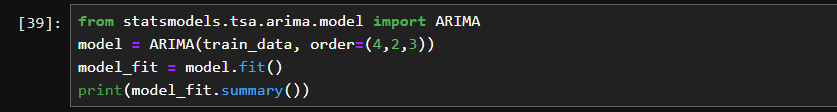 [39]: from statsmodels.tsa.arima.model import ARIMA
model = ARIMA(train_data, order=(4,2,3))
model_fit = model.fit()
print(model_fit.summary())